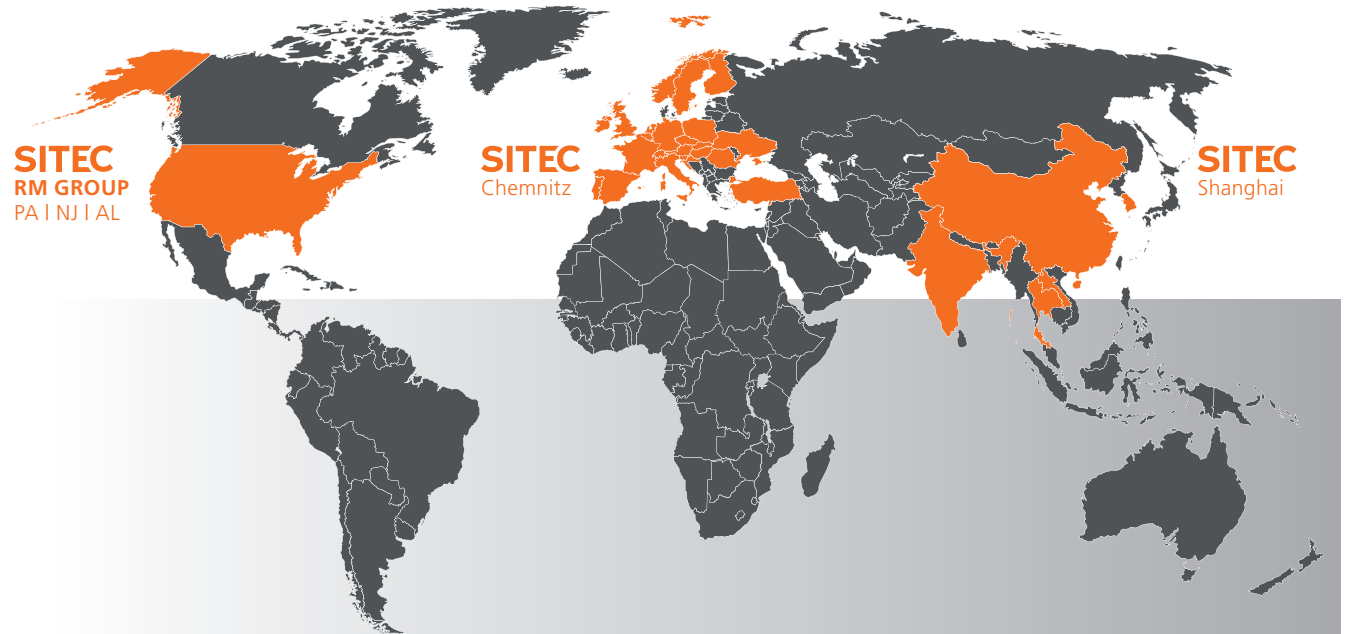 SITEC
RM GROUP
PA | NJ | AL
SITEC
Chemnitz
SITEC
Shanghai